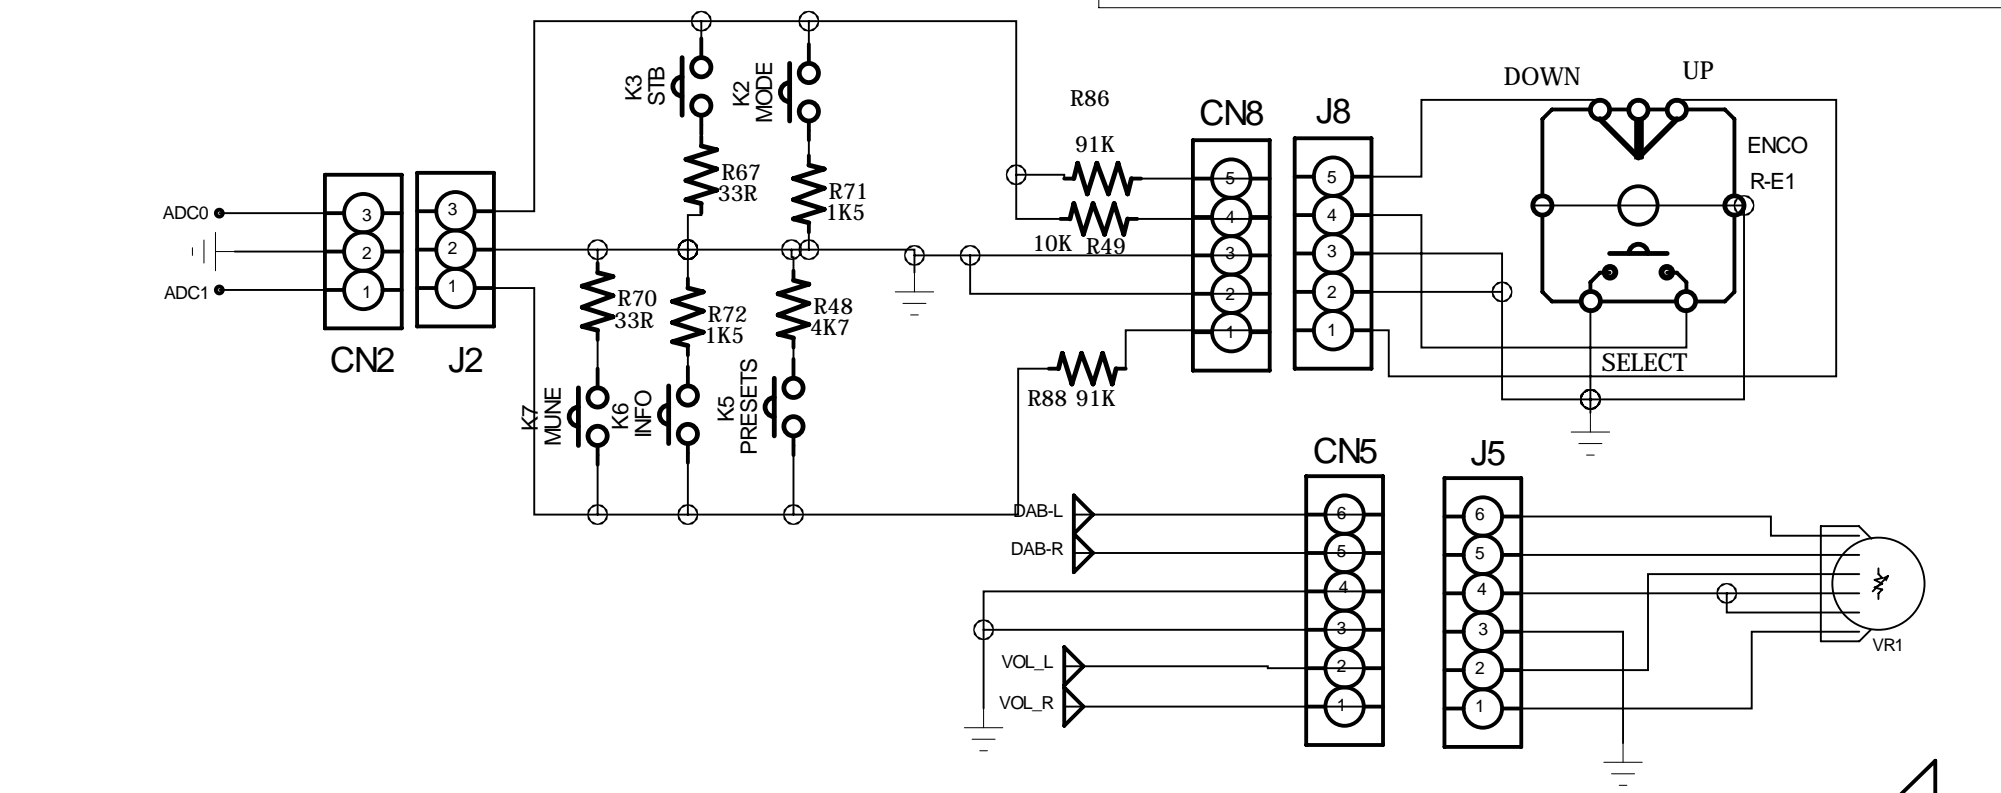 DOWN
UP
K3
STB
K2
MODE
R86
91K
CN8
J8
ENCO
R-E1
R67
33R
R71
1K5
ADC0
ADC1
3
2
1
3
2
1
CN2
J2
10K
R49
5
4
3
2
1
5
4
3
2
1
R70
33R
R72
1K5
R48
4K7
SELECT
R88 91K
K7
MUNE
K6
INFO
K5
PRESETS
CN5
J5
DAB-L
DAB-R
VOL_L
VOL_R
6
5
4
3
2
1
6
5
4
3
2
1
VR1